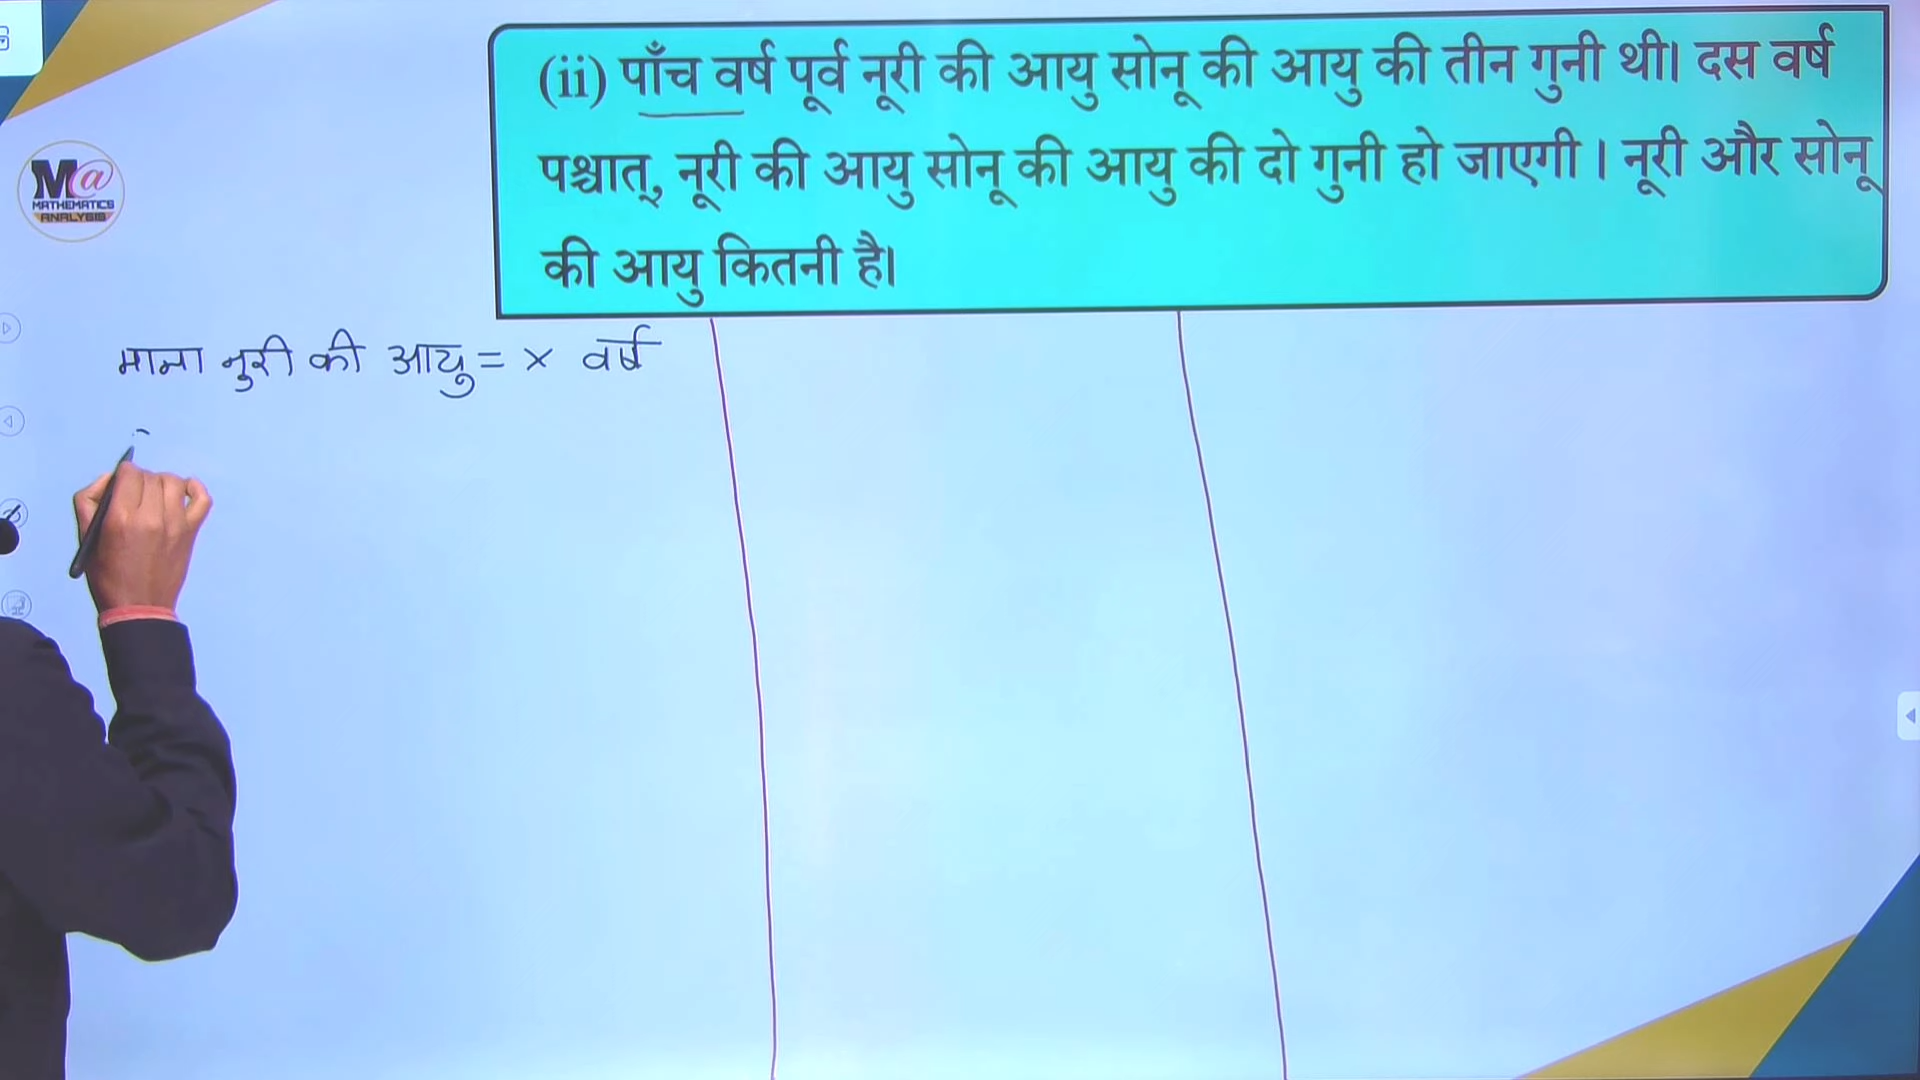 (ii) पाँच वर्ष पूर्व नूरी की आयु सोनू की आयु की तीन गुनी थी। दस वर्ष
पश्चात्, नूरी की आयु सोनू की आयु की दो गुनी हो जाएगी । नूरी और सोनू
की आयु कितनी है।
M@
MATHEMATICS
ANALYSIS
माना नुरी की आयु = x वर्ष